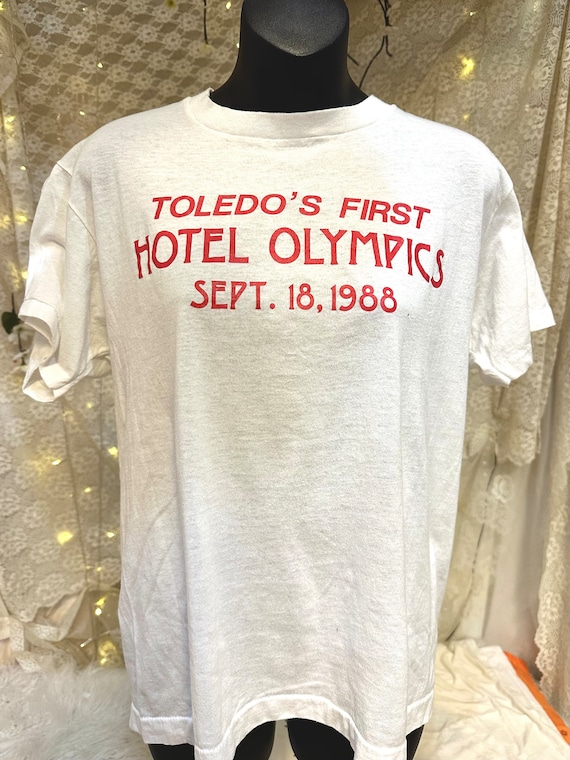 TOLEDO'S FIRST
HOTEL OLYMPICS
SEPT. 18, 1988